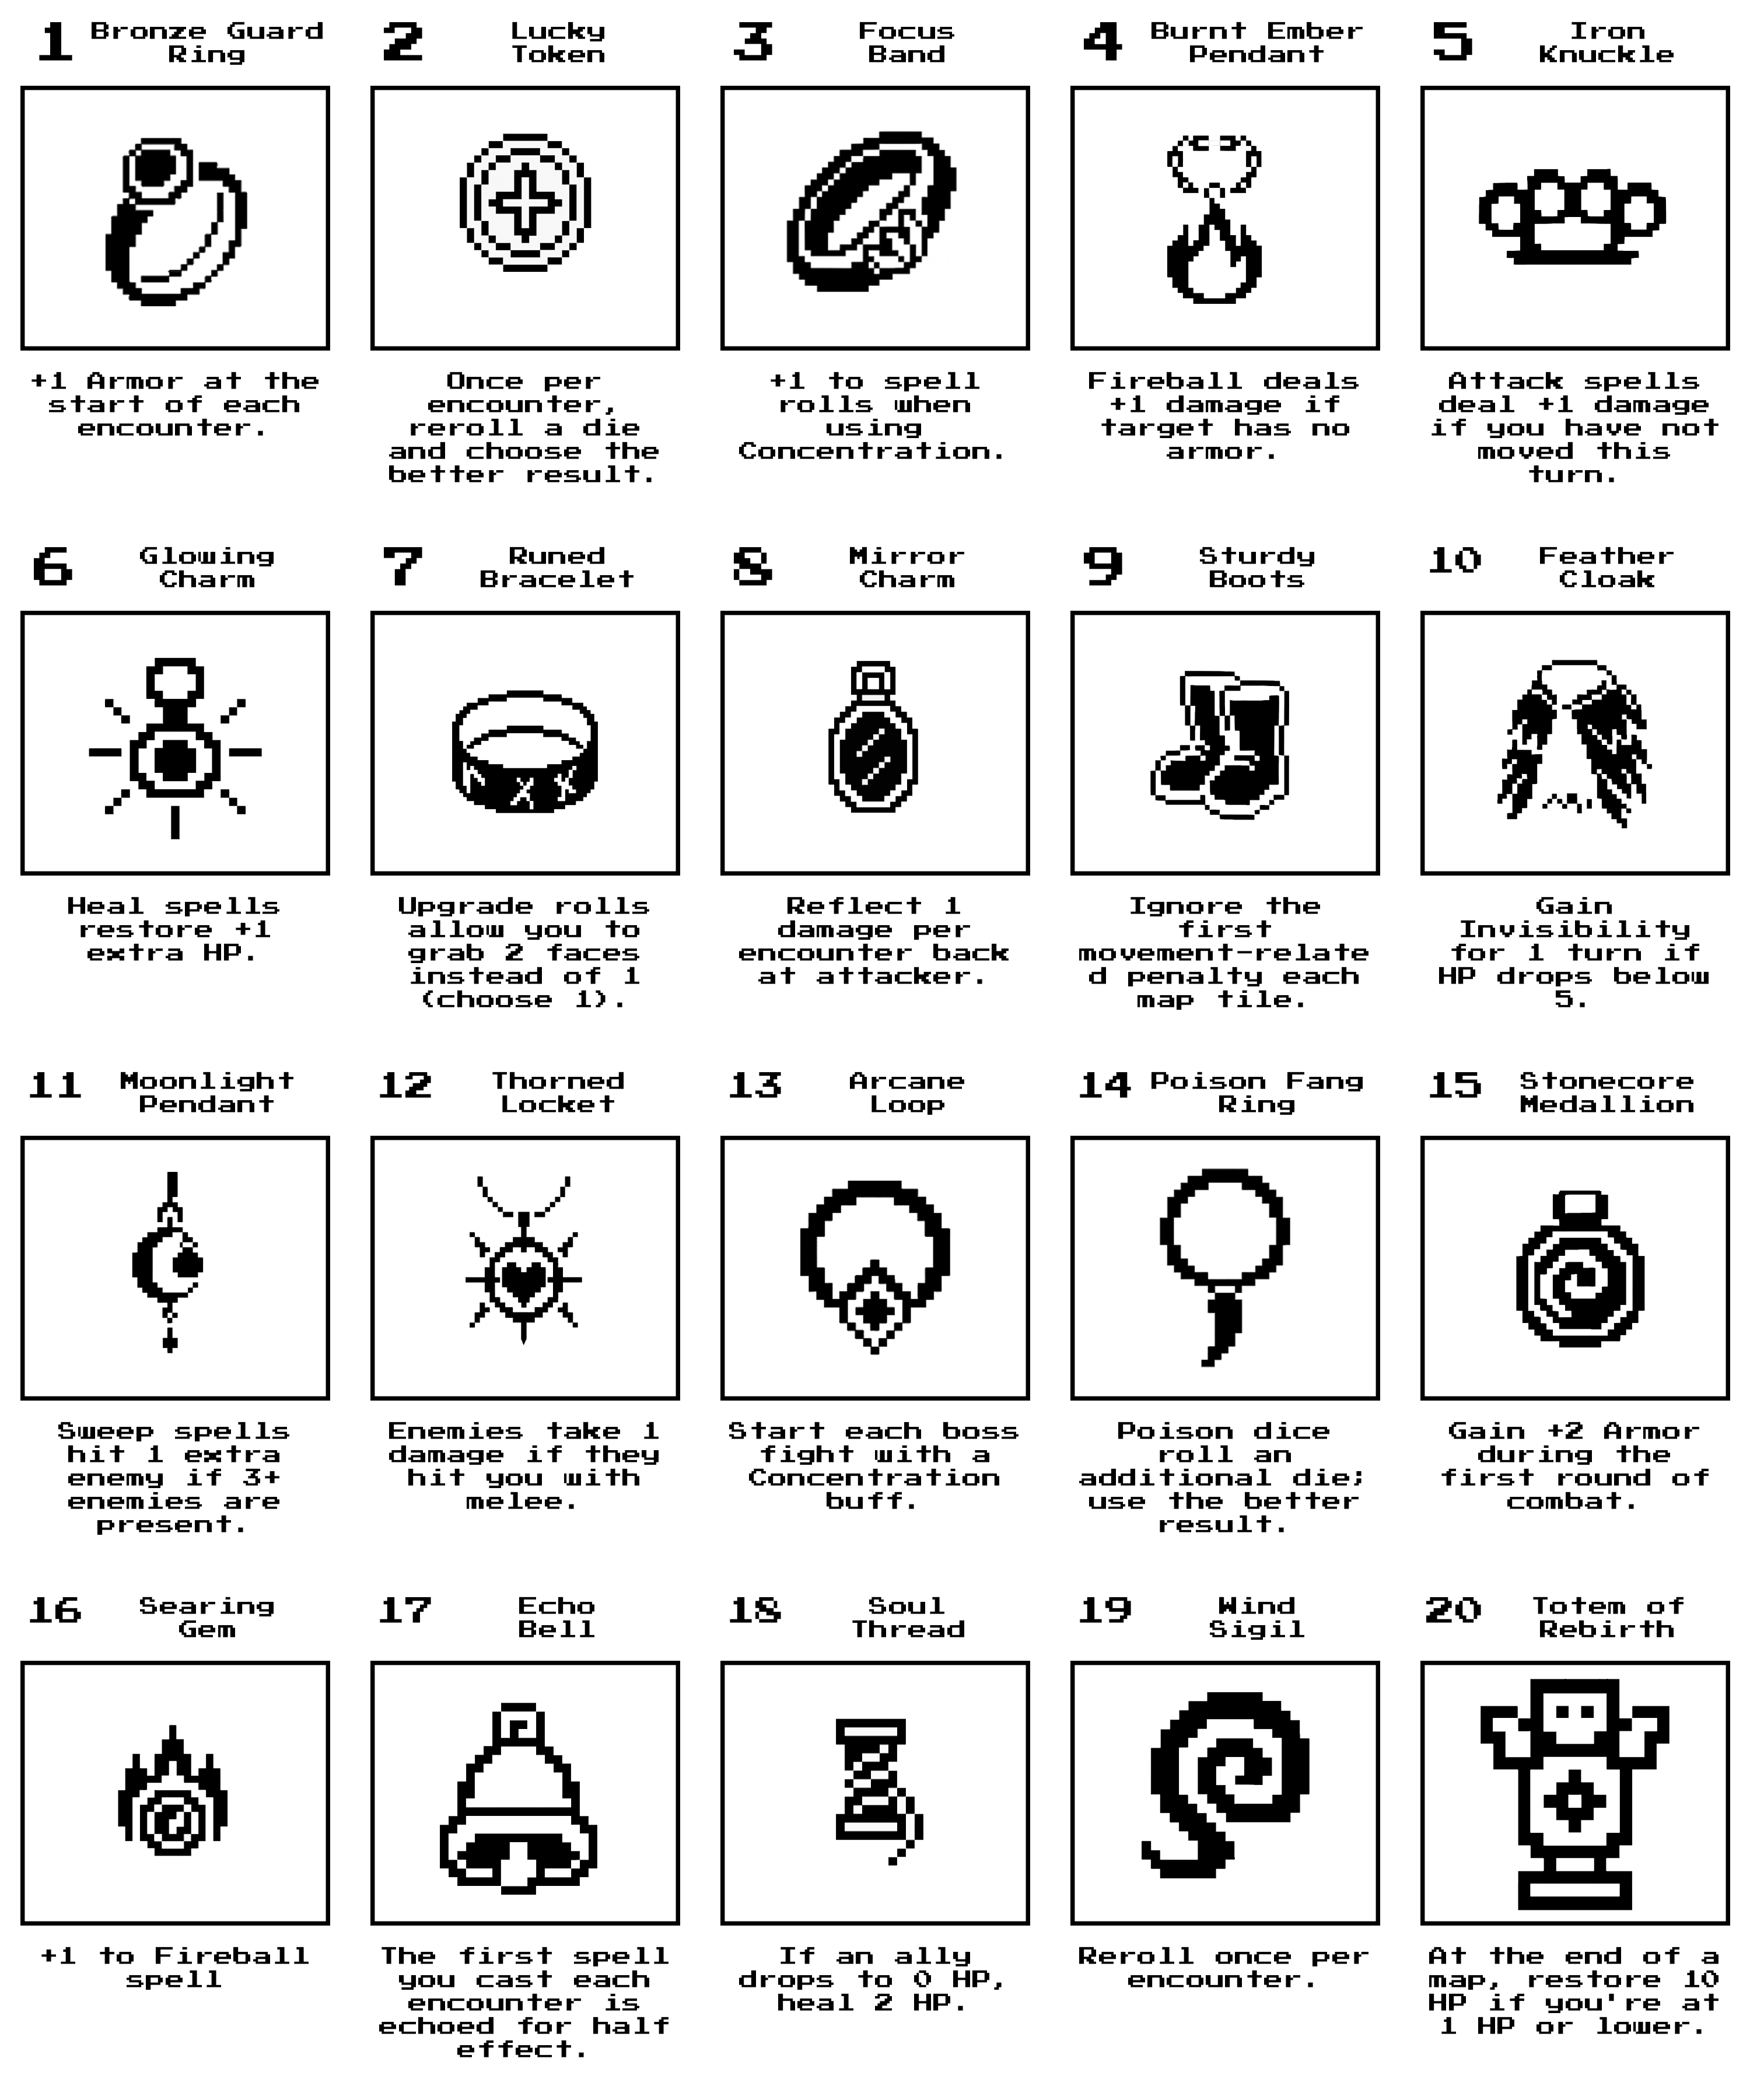 1 Bronze Guard
Ring
2 Lucky
Token
3 Focus
Band
4 Burnt Ember
Pendant
5 Iron
Knuckle
+1 Armor at the
start of each
encounter.
Once per
encounter,
reroll a die
and choose the
better result.
+1 to spell
rolls when
using
Concentration.
Fireball deals
+1 damage if
target has no
armor.
Attack spells
deal +1 damage
if you have not
moved this
turn.
6 Glowing
Charm
7 Runed
Bracelet
8 Mirror
Charm
9 Sturdy
Boots
10 Feather
Cloak
Heal spells
restore +1
extra HP.
Upgrade rolls
allow you to
grab 2 faces
instead of 1
(choose 1).
Reflect 1
damage per
encounter back
at attacker.
Ignore the
first
movement-relate
d penalty each
map tile.
Gain
Invisibility
for 1 turn if
HP drops below
5.
11 Moonlight
Pendant
12 Thorned
Locket
13 Arcane
Loop
14 Poison Fang
Ring
15 Stonecore
Medallion
Sweep spells
hit 1 extra
enemy if 3+
enemies are
present.
Enemies take 1
damage if they
hit you with
melee.
Start each boss
fight with a
Concentration
buff.
Poison dice
roll an
additional die;
use the better
result.
Gain +2 Armor
during the
first round of
combat.
16 Searing
Gem
17 Echo
Bell
18 Soul
Thread
19 Wind
Sigil
20 Totem of
Rebirth
+1 to Fireball
spell
The first spell
you cast each
encounter is
echoed for half
effect.
If an ally
drops to 0 HP,
heal 2 HP.
Reroll once per
encounter.
At the end of a
map, restore 10
HP if you're at
1 HP or lower.